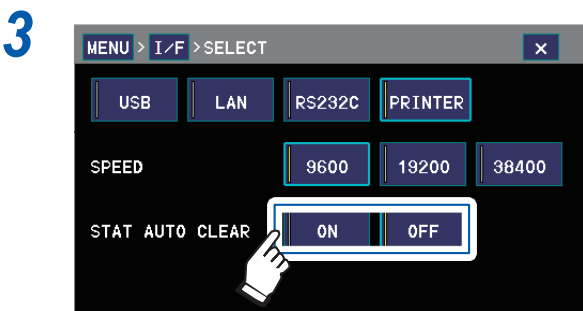 3
MENU > I/F >SELECT ×
USB LAN RS232C PRINTER
SPEED 9600 19200 38400
STAT AUTO CLEAR ON OFF